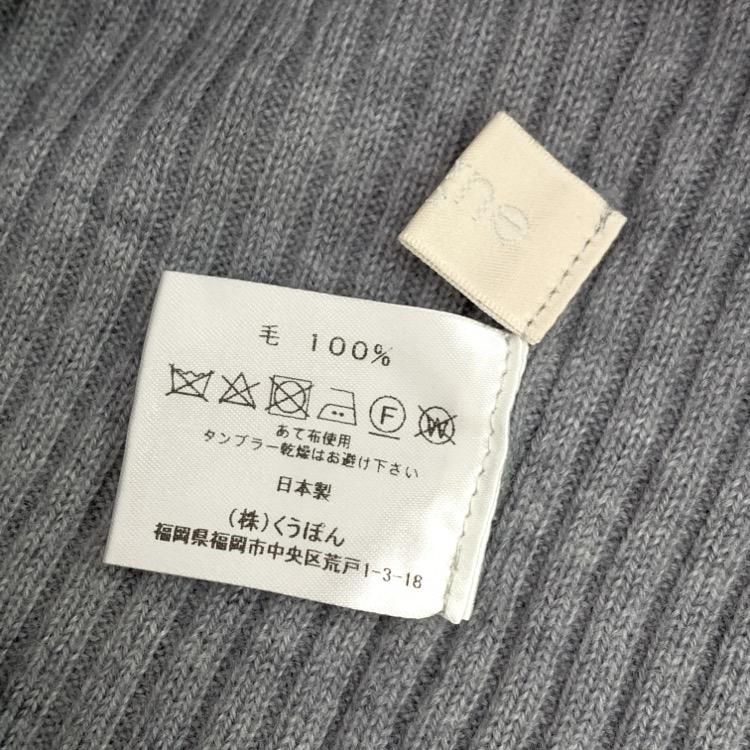 毛 100%
F W
あて布使用
タンブラー乾燥はお避け下さい
日本製
(株)くうぽん
福岡県福岡市中央区荒戸1-3-18